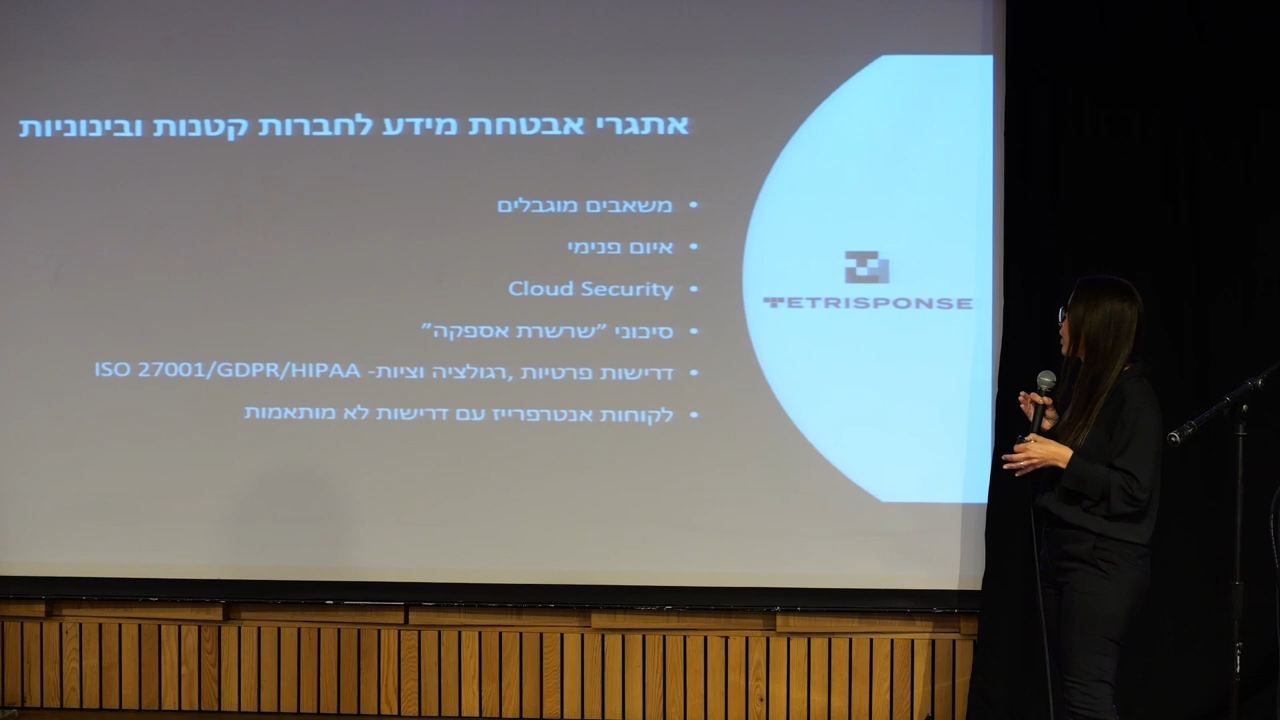 אתגרי אבטחת מידע לחברות קטנות ובינוניות
• משאבים מוגבלים
• איום פנימי
• Cloud Security
• סיכוני ”שרשרת אספקה”
• דרישות פרטיות ,רגולציה וציות- ISO 27001/GDPR/HIPAA
• לקוחות אנטרפרייז עם דרישות לא מותאמות
TETRISPONSE